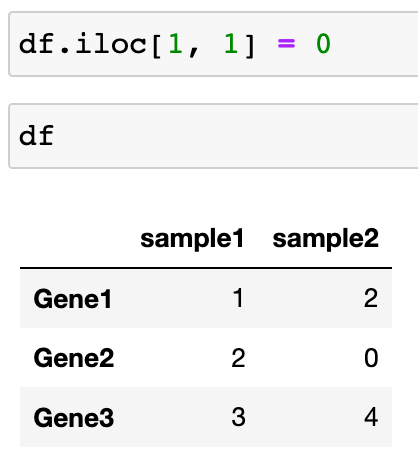 df.iloc[1, 1] = 0
df
sample1 sample2
Gene1 1 2
Gene2 2 0
Gene3 3 4